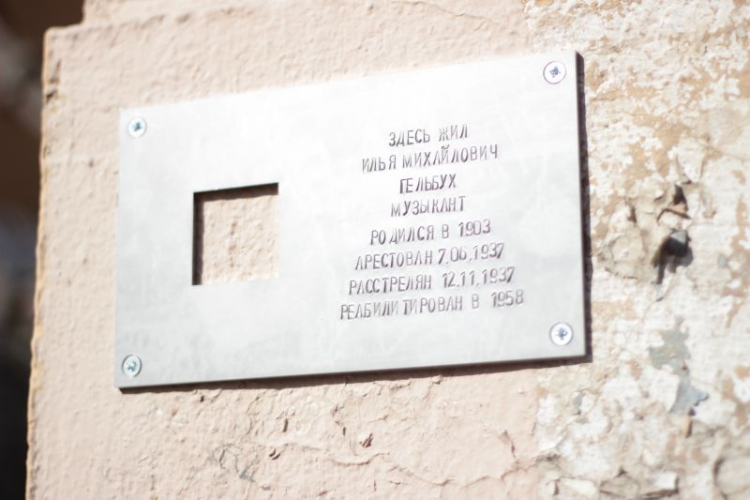 ЗДЕСЬ ЖИЛ
ИЛЬЯ МИХАЙЛОВИЧ
ГЕЛЬБУХ
МУЗЫКАНТ
РОДИЛСЯ В 1903
АРЕСТОВАН 7.06.1937
РАССТРЕЛЯН 12.11.1937
РЕАБИЛИТИРОВАН В 1958